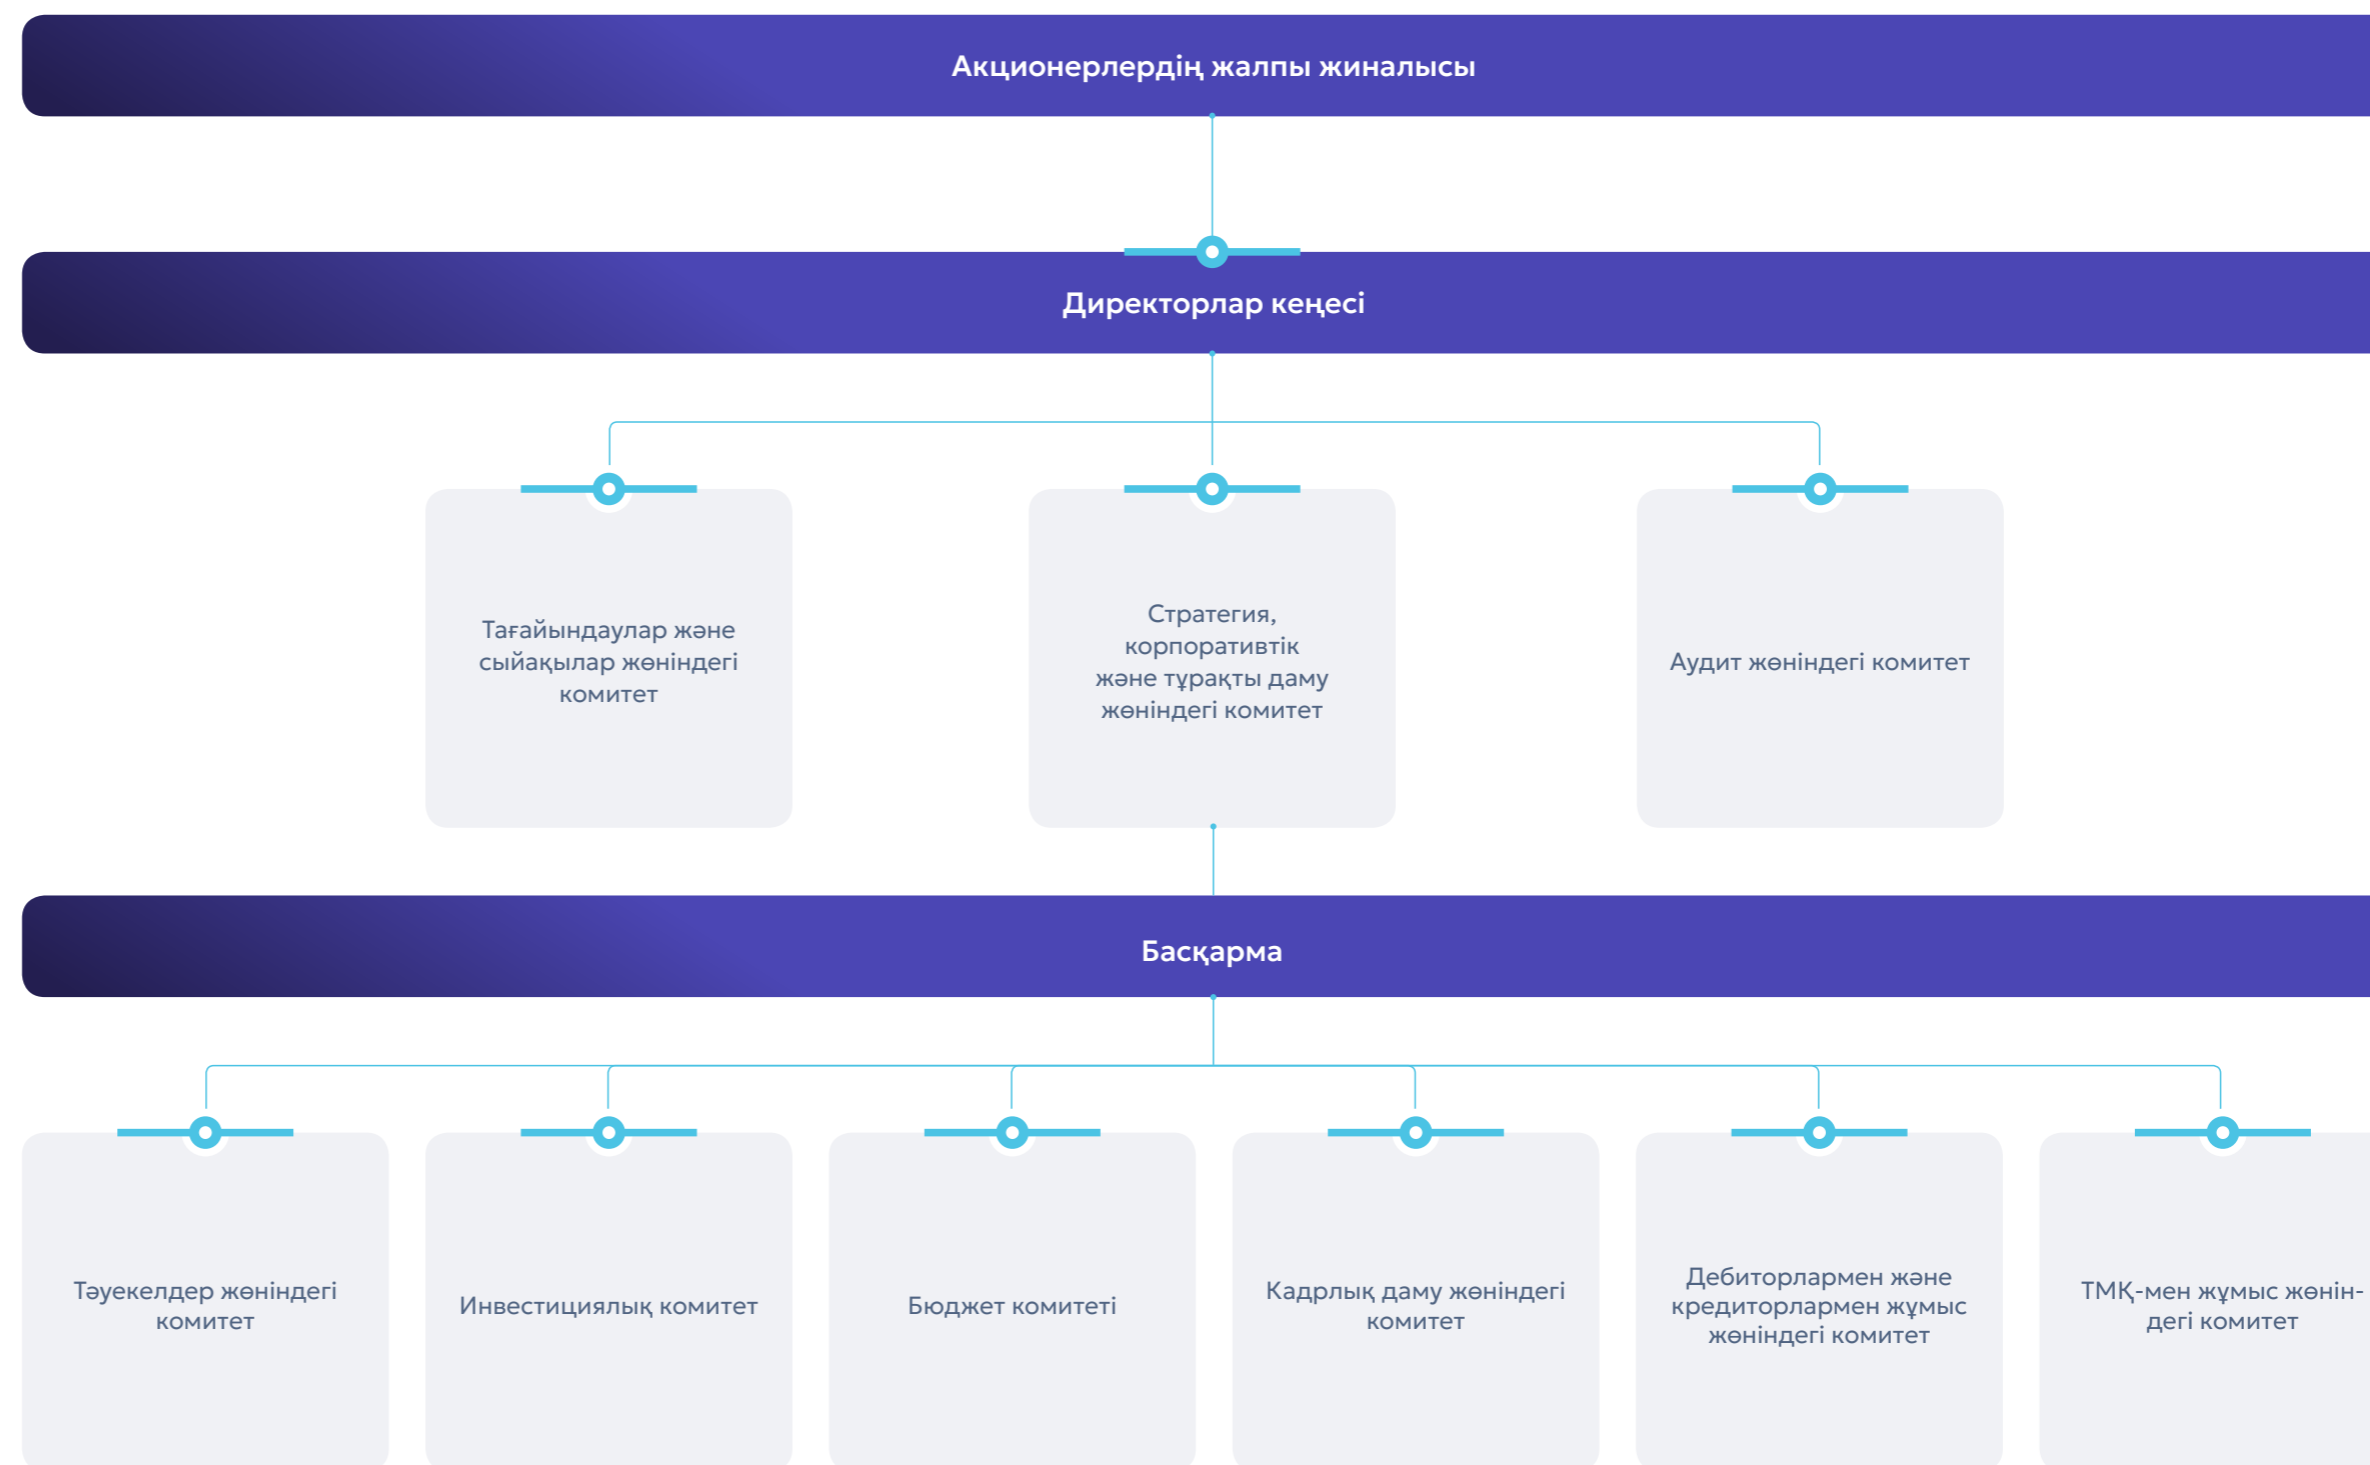 Акционерлердің жалпы жиналысы
Директорлар кеңесі
Тағайындаулар және
сыйақылар жөніндегі
комитет
Стратегия,
корпоративтік
және тұрақты даму
жөніндегі комитет
Аудит жөніндегі комитет
Басқарма
Тәуекелдер жөніндегі
комитет
Инвестициялық комитет
Бюджет комитеті
Кадрлық даму жөніндегі
комитет
Дебиторлармен және
кредиторлармен жұмыс
жөніндегі комитет
ТМҚ-мен жұмыс жөнін-
дегі комитет